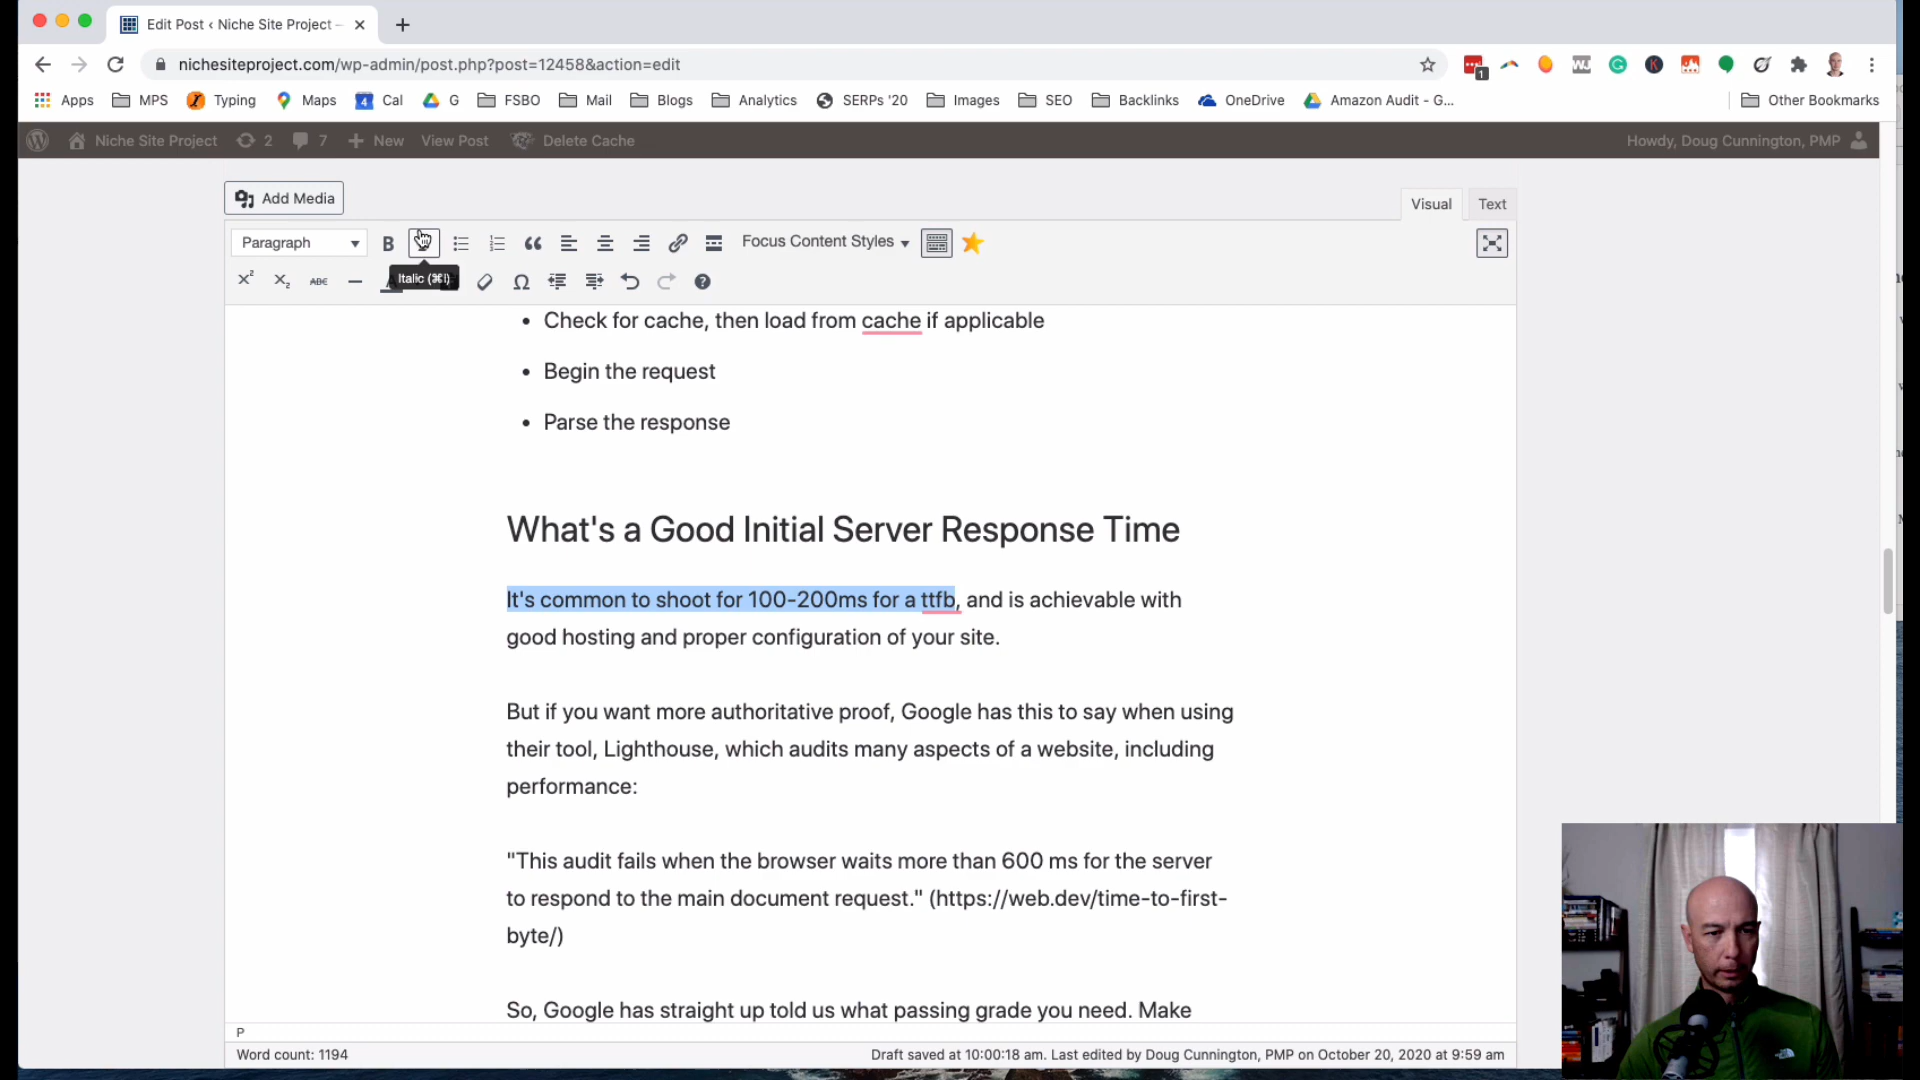 Edit Post ‹ Niche Site Project –
nichesiteproject.com/wp-admin/post.php?post=12458&action=edit
1
Apps MPS Typing Maps 4 Cal G FSBO Mail Blogs Analytics SERPs '20 Images SEO Backlinks OneDrive Amazon Audit - G... Other Bookmarks
Niche Site Project 2 7 New View Post Delete Cache Howdy, Doug Cunnington, PMP
Add Media
Visual Text
Paragraph B Focus Content Styles
Italic (⌘I)
X² X₂ ABC Ω
Check for cache, then load from cache if applicable
Begin the request
Parse the response
What's a Good Initial Server Response Time
It's common to shoot for 100-200ms for a ttfb, and is achievable with
good hosting and proper configuration of your site.
But if you want more authoritative proof, Google has this to say when using
their tool, Lighthouse, which audits many aspects of a website, including
performance:
"This audit fails when the browser waits more than 600 ms for the server
to respond to the main document request." (https://web.dev/time-to-first-
byte/)
So, Google has straight up told us what passing grade you need. Make
P
Word count: 1194
Draft saved at 10:00:18 am. Last edited by Doug Cunnington, PMP on October 20, 2020 at 9:59 am